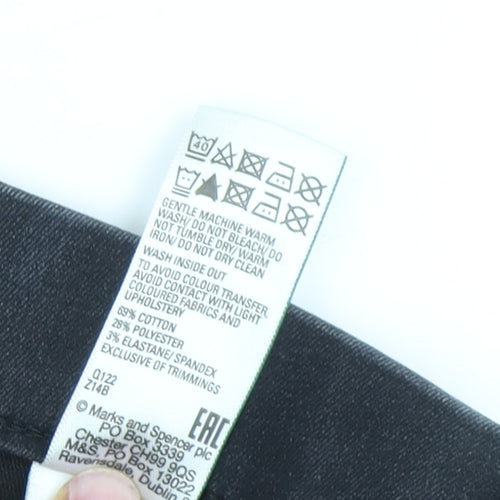 40
GENTLE MACHINE WARM
WASH/ DO NOT BLEACH/ DO
NOT TUMBLE DRY/ WARM
IRON/ DO NOT DRY CLEAN
WASH INSIDE OUT
TO AVOID COLOUR TRANSFER,
AVOID CONTACT WITH LIGHT
COLOURED FABRICS AND
UPHOLSTERY
69% COTTON
28% POLYESTER
3% ELASTANE/ SPANDEX
EXCLUSIVE OF TRIMMINGS
Q122
Z14B
© Marks and Spencer plc
PO Box 3339
Chester CH99 9QS
M&S, PO Box 13022
Ravensdale, Dublin
EAC